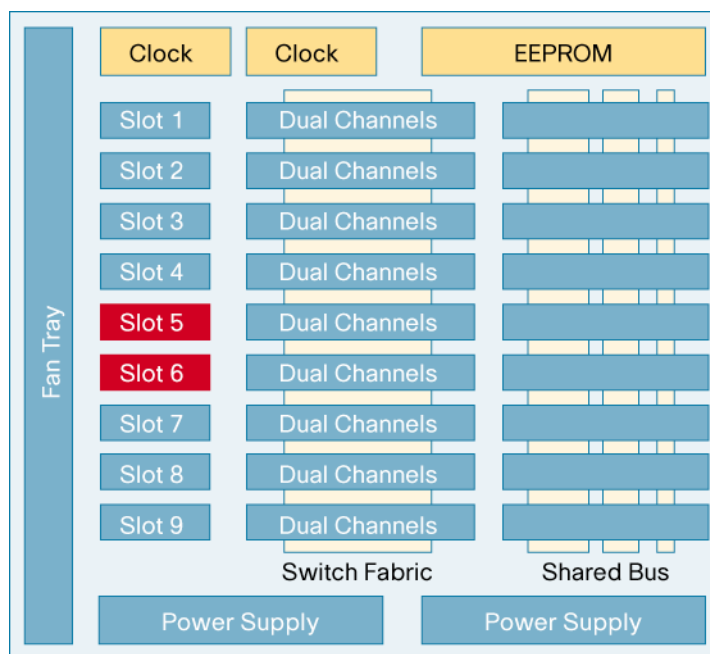 Fan Tray
Clock
Clock
EEPROM
Slot 1
Dual Channels
Slot 2
Dual Channels
Slot 3
Dual Channels
Slot 4
Dual Channels
Slot 5
Dual Channels
Slot 6
Dual Channels
Slot 7
Dual Channels
Slot 8
Dual Channels
Slot 9
Dual Channels
Switch Fabric
Shared Bus
Power Supply
Power Supply